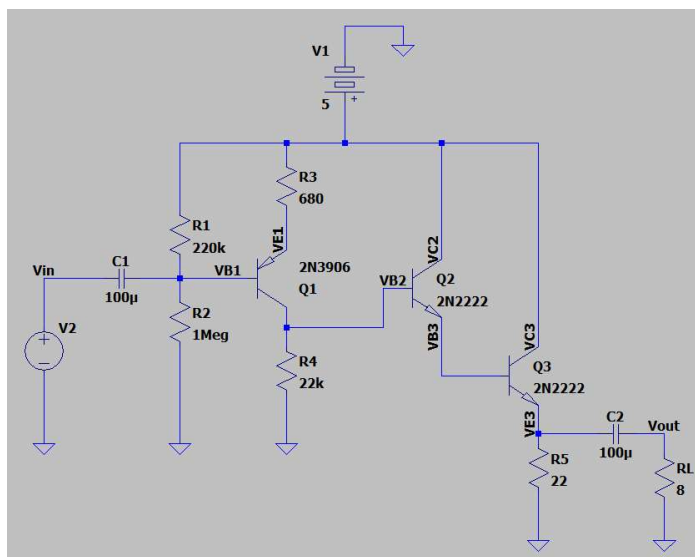 V1
5
+
R3
680
R1
220k
VE1
VC2
Vin
C1
100µ
VB1
2N3906
Q1
VB2
Q2
2N2222
V2
R2
1Meg
VB3
VC3
R4
22k
Q3
2N2222
VE3
C2
100µ
Vout
R5
22
RL
8